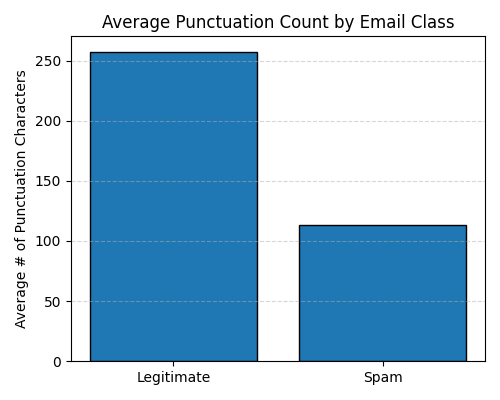 Average Punctuation Count by Email Class
Average # of Punctuation Characters
250
200
150
100
50
0
Legitimate
Spam